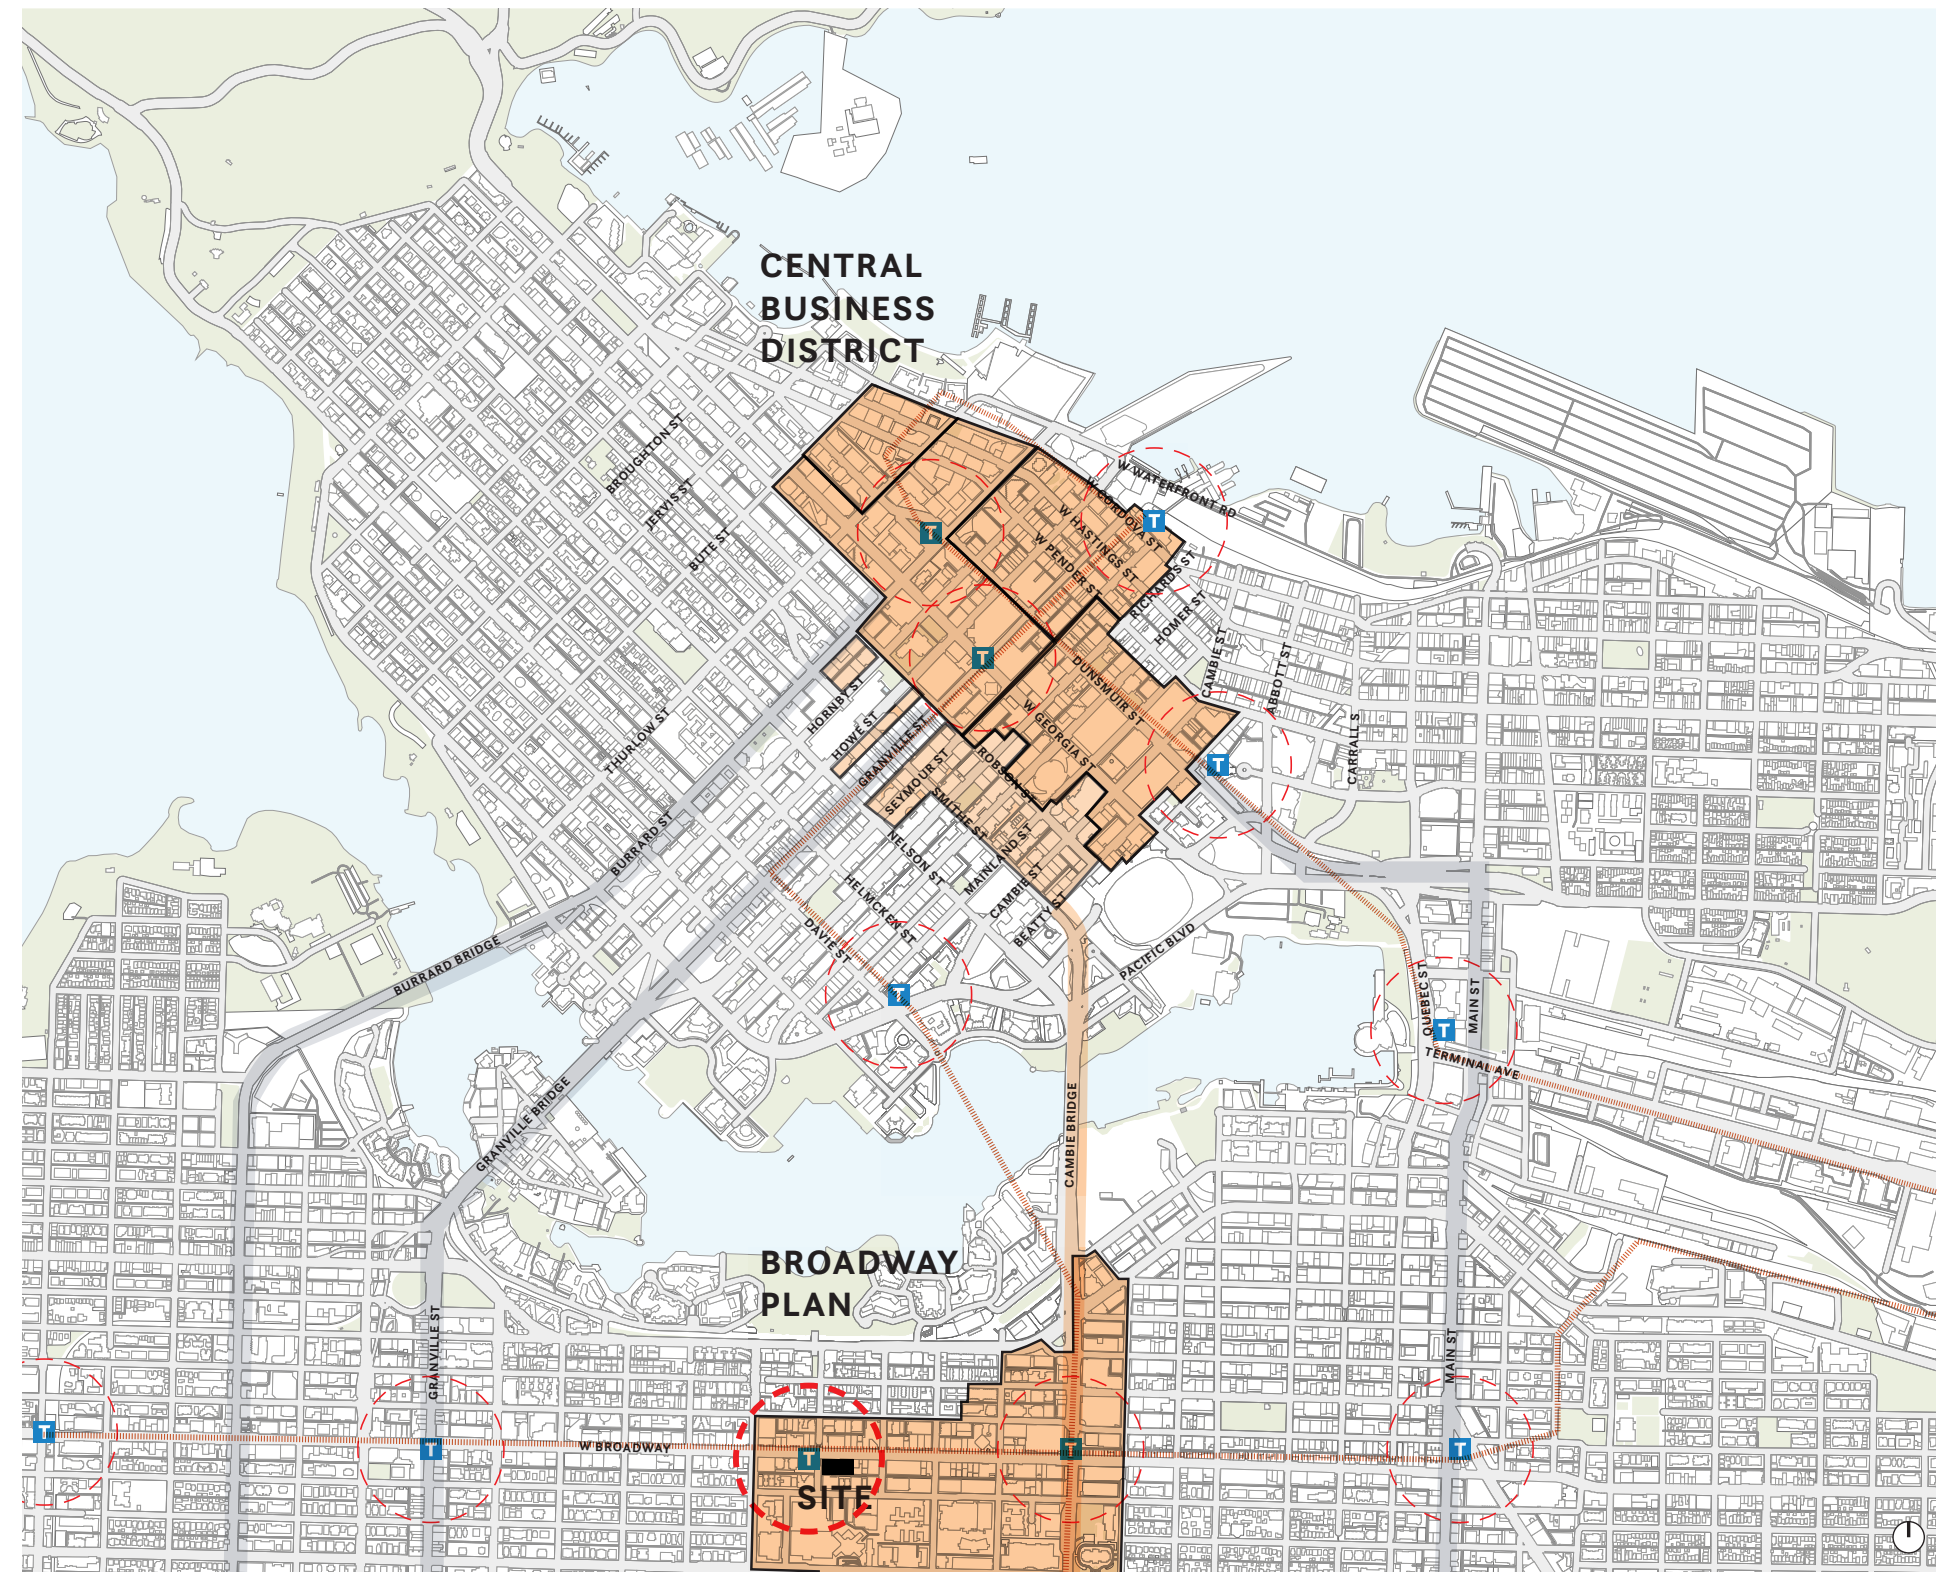 CENTRAL
BUSINESS
DISTRICT
BROUGHTON ST
JERVIS ST
BUTE ST
THURLOW ST
BURRARD ST
BURRARD BRIDGE
HORNBY ST
HOWE ST
GRANVILLE ST
SEYMOUR ST
W WATERFRONT RD
W CORDOVA ST
W HASTINGS ST
W PENDER ST
RICHARDS ST
HOMER ST
CAMBIE ST
ABBOTT ST
CARRALL S
DUNSMUIR ST
W GEORGIA ST
ROBSON ST
SMITHE ST
NELSON ST
HELMCKEN ST
DAVIE ST
MAINLAND ST
CAMBIE ST
BEATTY ST
PACIFIC BLVD
QUEBEC ST
MAIN ST
TERMINAL AVE
GRANVILLE BRIDGE
CAMBIE BRIDGE
BROADWAY
PLAN
GRANVILLE ST
MAIN ST
W BROADWAY
T
T
T
T
T
T
T
T
T
T
T
SITE